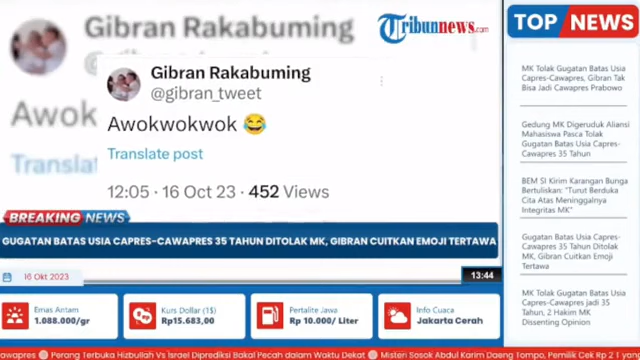 Gibran Rakabuming
Tribunnews.com
Gibran Rakabuming
@gibran_tweet
Awokwokwok 😂
Translate post
12:05 · 16 Oct 23 · 452 Views
Awok
Translat
BREAKING NEWS
GUGATAN BATAS USIA CAPRES-CAWAPRES 35 TAHUN DITOLAK MK, GIBRAN CUITKAN EMOJI TERTAWA
16 Okt 2023
13:44
Emas Antam
1.088.000/gr
Kurs Dollar (1$)
Rp15.683,00
Pertalite Jawa
Rp 10.000/ Liter
Info Cuaca
Jakarta Cerah
TOP NEWS
MK Tolak Gugatan Batas Usia
Capres-Cawapres, Gibran Tak
Bisa Jadi Cawapres Prabowo
Gedung MK Digeruduk Aliansi
Mahasiswa Pasca Tolak
Gugatan Batas Usia Capres-
Cawapres 35 Tahun
BEM SI Kirim Karangan Bunga
Bertuliskan: "Turut Berduka
Cita Atas Meninggalnya
Integritas MK"
Gugatan Batas Usia Capres-
Cawapres 35 Tahun Ditolak
MK, Gibran Cuitkan Emoji
Tertawa
MK Tolak Gugatan Batas Usia
Capres-Cawapres jadi 35
Tahun, 2 Hakim MK
Dissenting Opinion
awapres Perang Terbuka Hizbullah Vs Israel Diprediksi Bakal Pecah dalam Waktu Dekat Misteri Sosok Abdul Karim Daeng Tompo, Pemilik Cek Rp 2 T